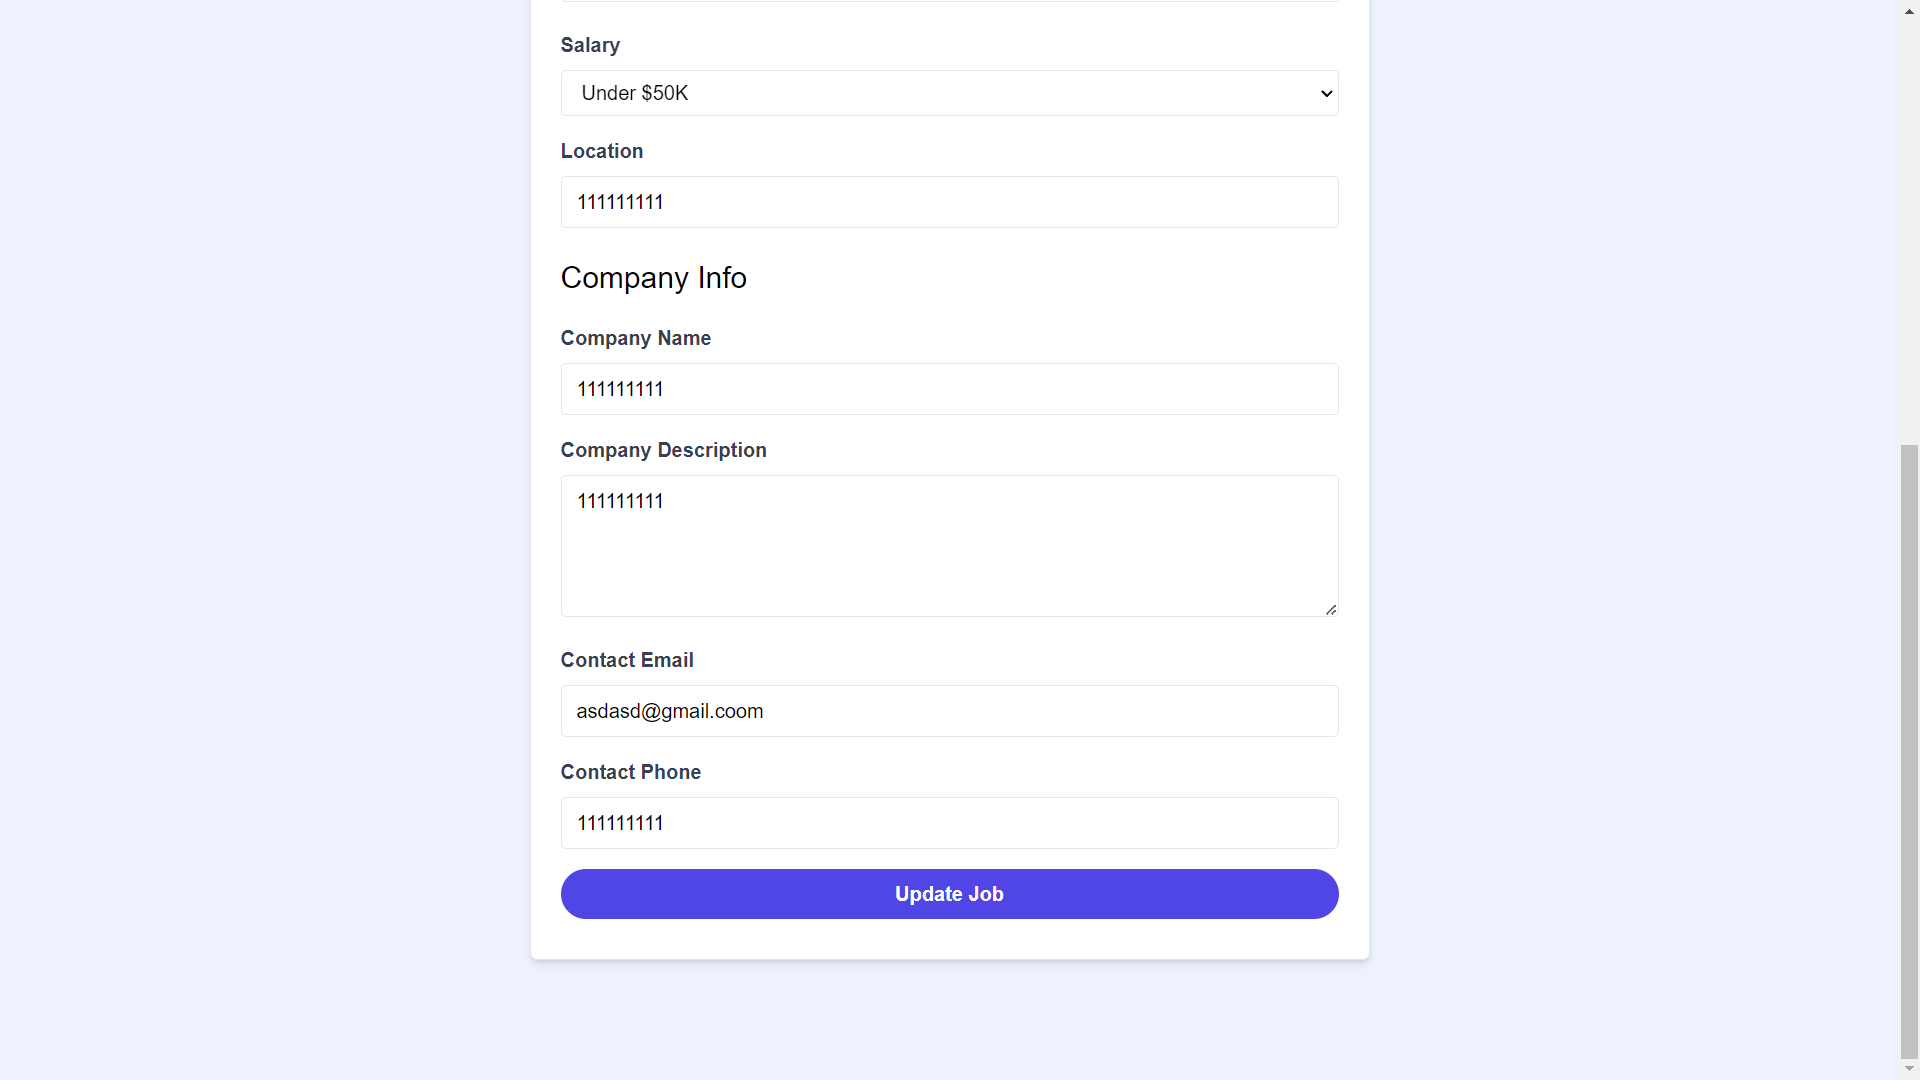 Salary
Under $50K
Location
111111111
Company Info
Company Name
111111111
Company Description
111111111
Contact Email
asdasd@gmail.coom
Contact Phone
111111111
Update Job